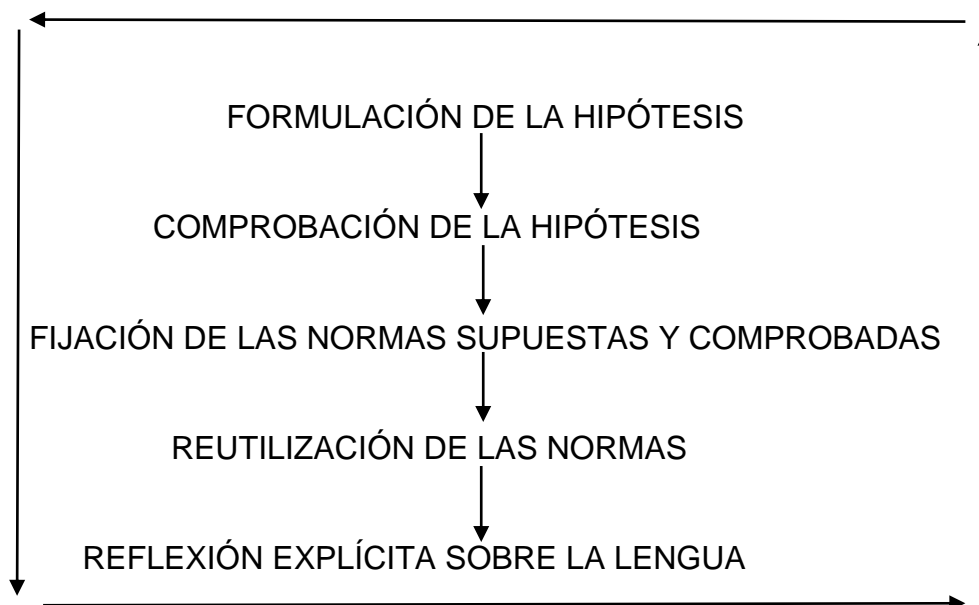 FORMULACIÓN DE LA HIPÓTESIS
COMPROBACIÓN DE LA HIPÓTESIS
FIJACIÓN DE LAS NORMAS SUPUESTAS Y COMPROBADAS
REUTILIZACIÓN DE LAS NORMAS
REFLEXIÓN EXPLÍCITA SOBRE LA LENGUA